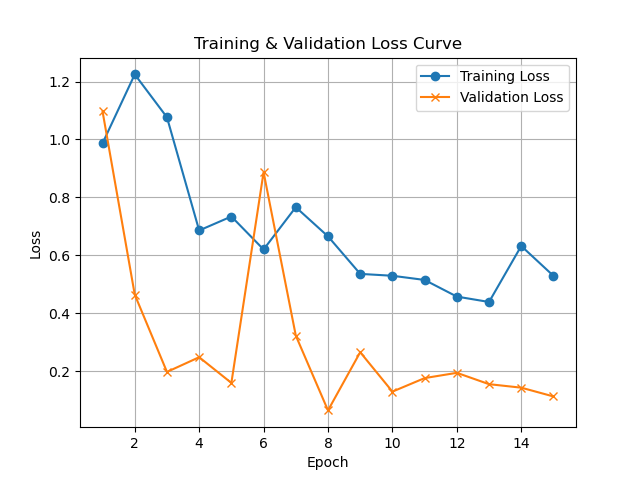 Training & Validation Loss Curve
Training Loss
Validation Loss
Loss
1.2
1.0
0.8
0.6
0.4
0.2
2 4 6 8 10 12 14
Epoch